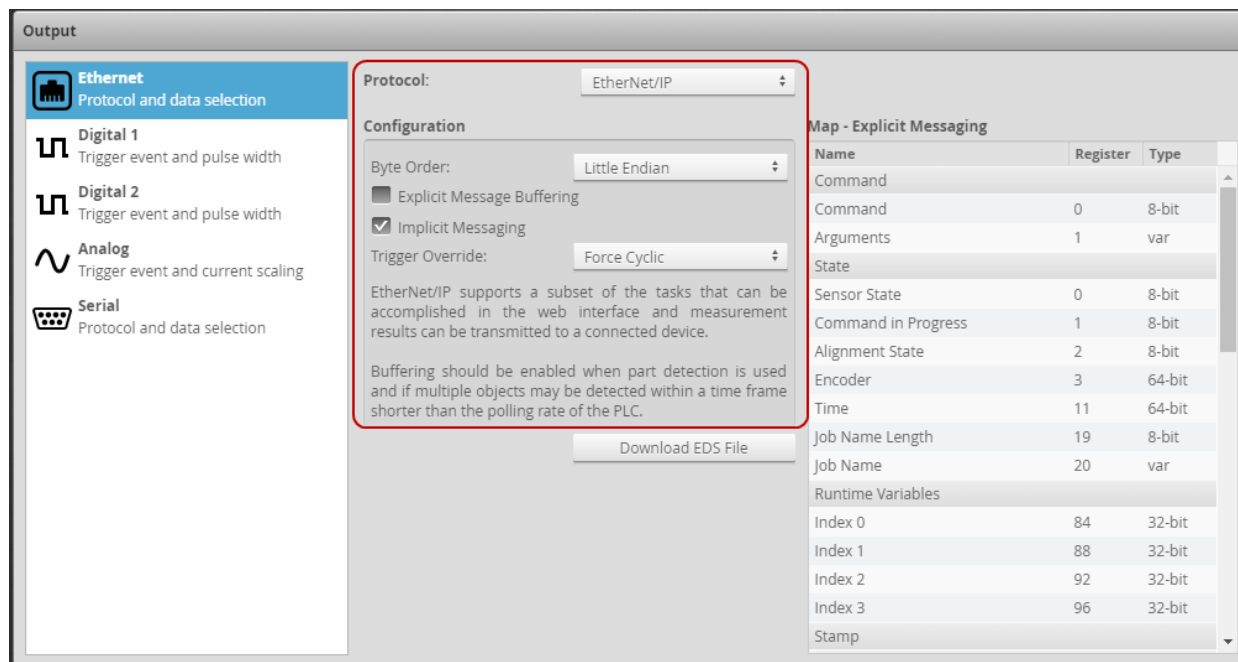 Output
Ethernet
Protocol and data selection
Digital 1
Trigger event and pulse width
Digital 2
Trigger event and pulse width
Analog
Trigger event and current scaling
Serial
Protocol and data selection
Protocol: EtherNet/IP
Configuration
Byte Order: Little Endian
Explicit Message Buffering
Implicit Messaging
Trigger Override: Force Cyclic
EtherNet/IP supports a subset of the tasks that can be
accomplished in the web interface and measurement
results can be transmitted to a connected device.
Buffering should be enabled when part detection is used
and if multiple objects may be detected within a time frame
shorter than the polling rate of the PLC.
Download EDS File
Map - Explicit Messaging
Name Register Type
Command
Command 0 8-bit
Arguments 1 var
State
Sensor State 0 8-bit
Command in Progress 1 8-bit
Alignment State 2 8-bit
Encoder 3 64-bit
Time 11 64-bit
Job Name Length 19 8-bit
Job Name 20 var
Runtime Variables
Index 0 84 32-bit
Index 1 88 32-bit
Index 2 92 32-bit
Index 3 96 32-bit
Stamp